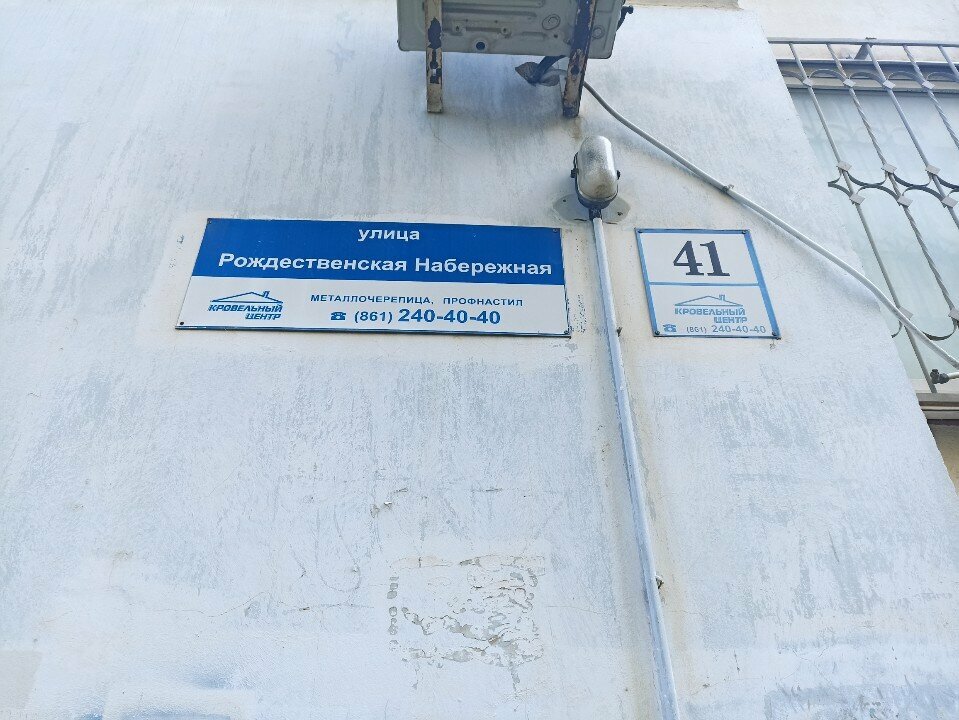 улица
Рождественская Набережная
КРОВЕЛЬНЫЙ
ЦЕНТР
МЕТАЛЛОЧЕРЕПИЦА, ПРОФНАСТИЛ
☎ (861) 240-40-40
41
КРОВЕЛЬНЫЙ
ЦЕНТР
☎ (861) 240-40-40